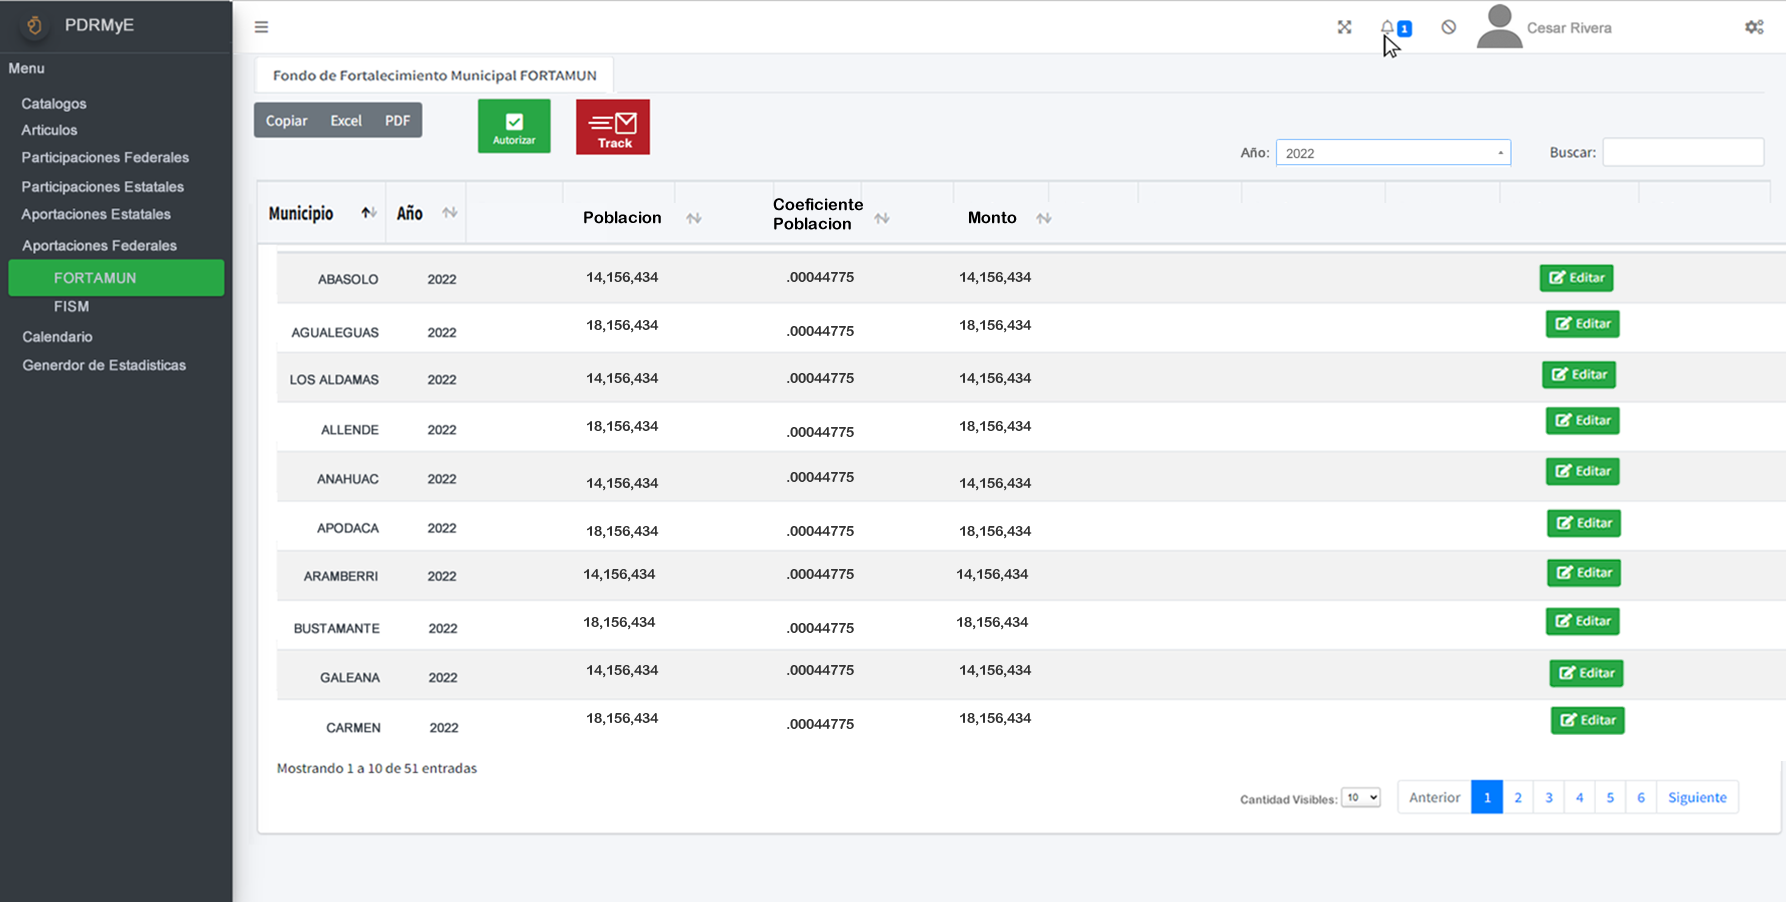 PDRMyE
1
Cesar Rivera
Menu
Catalogos
Articulos
Participaciones Federales
Participaciones Estatales
Aportaciones Estatales
Aportaciones Federales
FORTAMUN
FISM
Calendario
Generdor de Estadisticas
Fondo de Fortalecimiento Municipal FORTAMUN
Copiar Excel PDF
Autorizar
Track
Año: 2022
Buscar:
Municipio Año Poblacion Coeficiente Poblacion Monto
ABASOLO 2022 14,156,434 .00044775 14,156,434 Editar
AGUALEGUAS 2022 18,156,434 .00044775 18,156,434 Editar
LOS ALDAMAS 2022 14,156,434 .00044775 14,156,434 Editar
ALLENDE 2022 18,156,434 .00044775 18,156,434 Editar
ANAHUAC 2022 14,156,434 .00044775 14,156,434 Editar
APODACA 2022 18,156,434 .00044775 18,156,434 Editar
ARAMBERRI 2022 14,156,434 .00044775 14,156,434 Editar
BUSTAMANTE 2022 18,156,434 .00044775 18,156,434 Editar
GALEANA 2022 14,156,434 .00044775 14,156,434 Editar
CARMEN 2022 18,156,434 .00044775 18,156,434 Editar
Mostrando 1 a 10 de 51 entradas
Cantidad Visibles: 10
Anterior 1 2 3 4 5 6 Siguiente